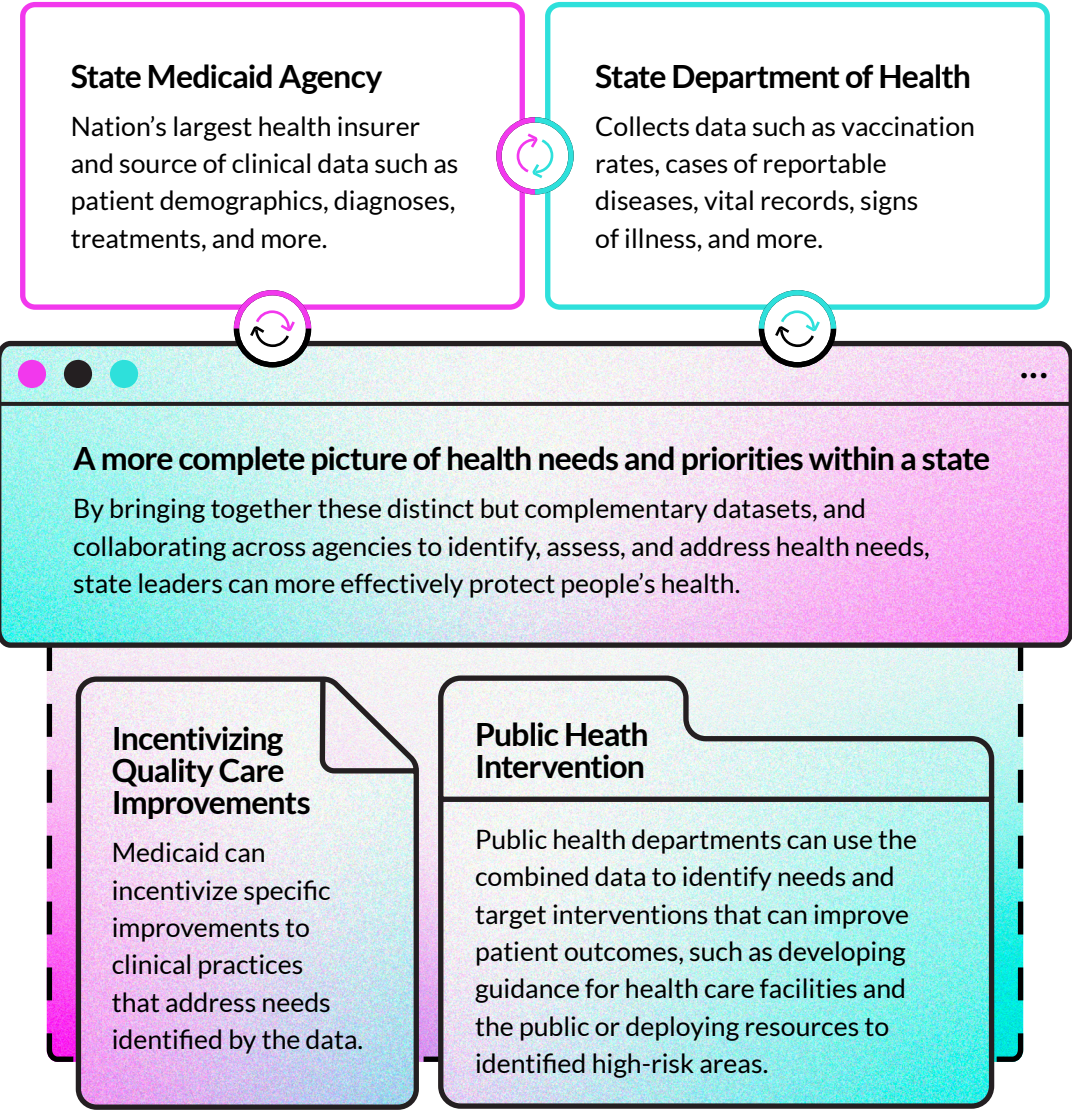 State Medicaid Agency
Nation’s largest health insurer
and source of clinical data such as
patient demographics, diagnoses,
treatments, and more.
State Department of Health
Collects data such as vaccination
rates, cases of reportable
diseases, vital records, signs
of illness, and more.
A more complete picture of health needs and priorities within a state
By bringing together these distinct but complementary datasets, and
collaborating across agencies to identify, assess, and address health needs,
state leaders can more effectively protect people’s health.
Incentivizing
Quality Care
Improvements
Medicaid can
incentivize specific
improvements to
clinical practices
that address needs
identified by the data.
Public Heath
Intervention
Public health departments can use the
combined data to identify needs and
target interventions that can improve
patient outcomes, such as developing
guidance for health care facilities and
the public or deploying resources to
identified high-risk areas.